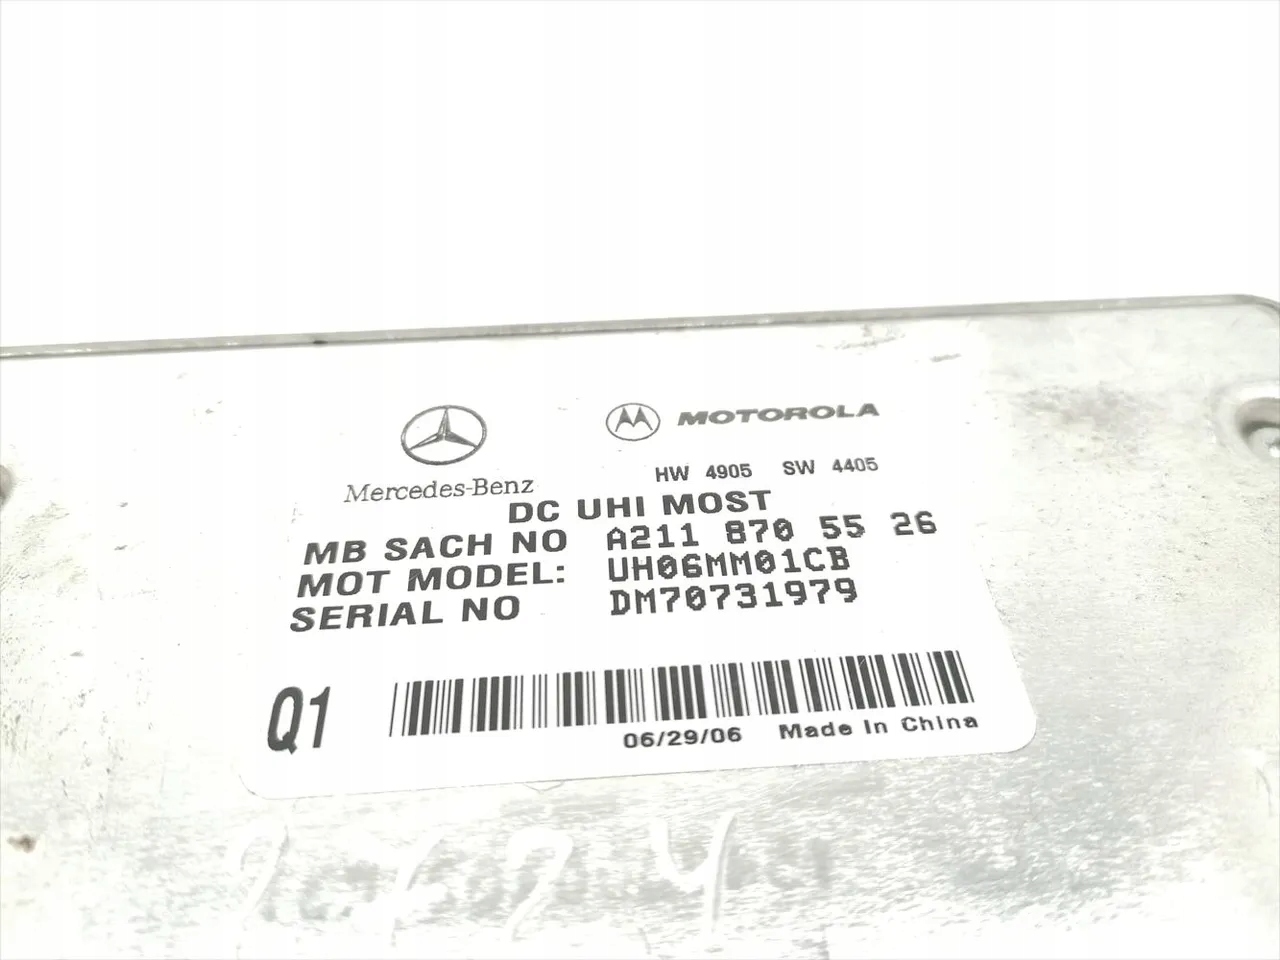 MOTOROLA
Mercedes-Benz
HW 4905 SW 4405
DC UHI MOST
MB SACH NO A211 870 55 26
MOT MODEL: UH06MM01CB
SERIAL NO DM70731979
Q1
06/29/06 Made In China